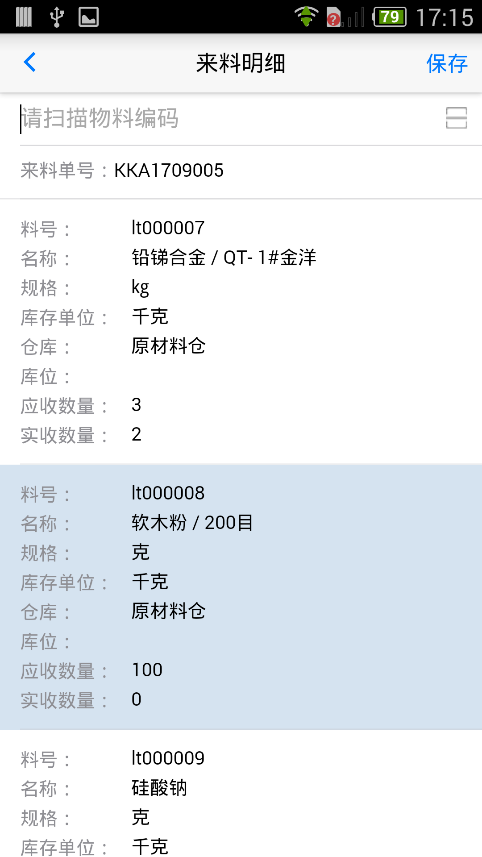 79 17:15
来料明细 保存
请扫描物料编码
来料单号： KKA1709005
料号： lt000007
名称： 铅锑合金 / QT- 1#金洋
规格： kg
库存单位： 千克
仓库： 原材料仓
库位：
应收数量： 3
实收数量： 2
料号： lt000008
名称： 软木粉 / 200目
规格： 克
库存单位： 千克
仓库： 原材料仓
库位：
应收数量： 100
实收数量： 0
料号： lt000009
名称： 硅酸钠
规格： 克
库存单位： 千克